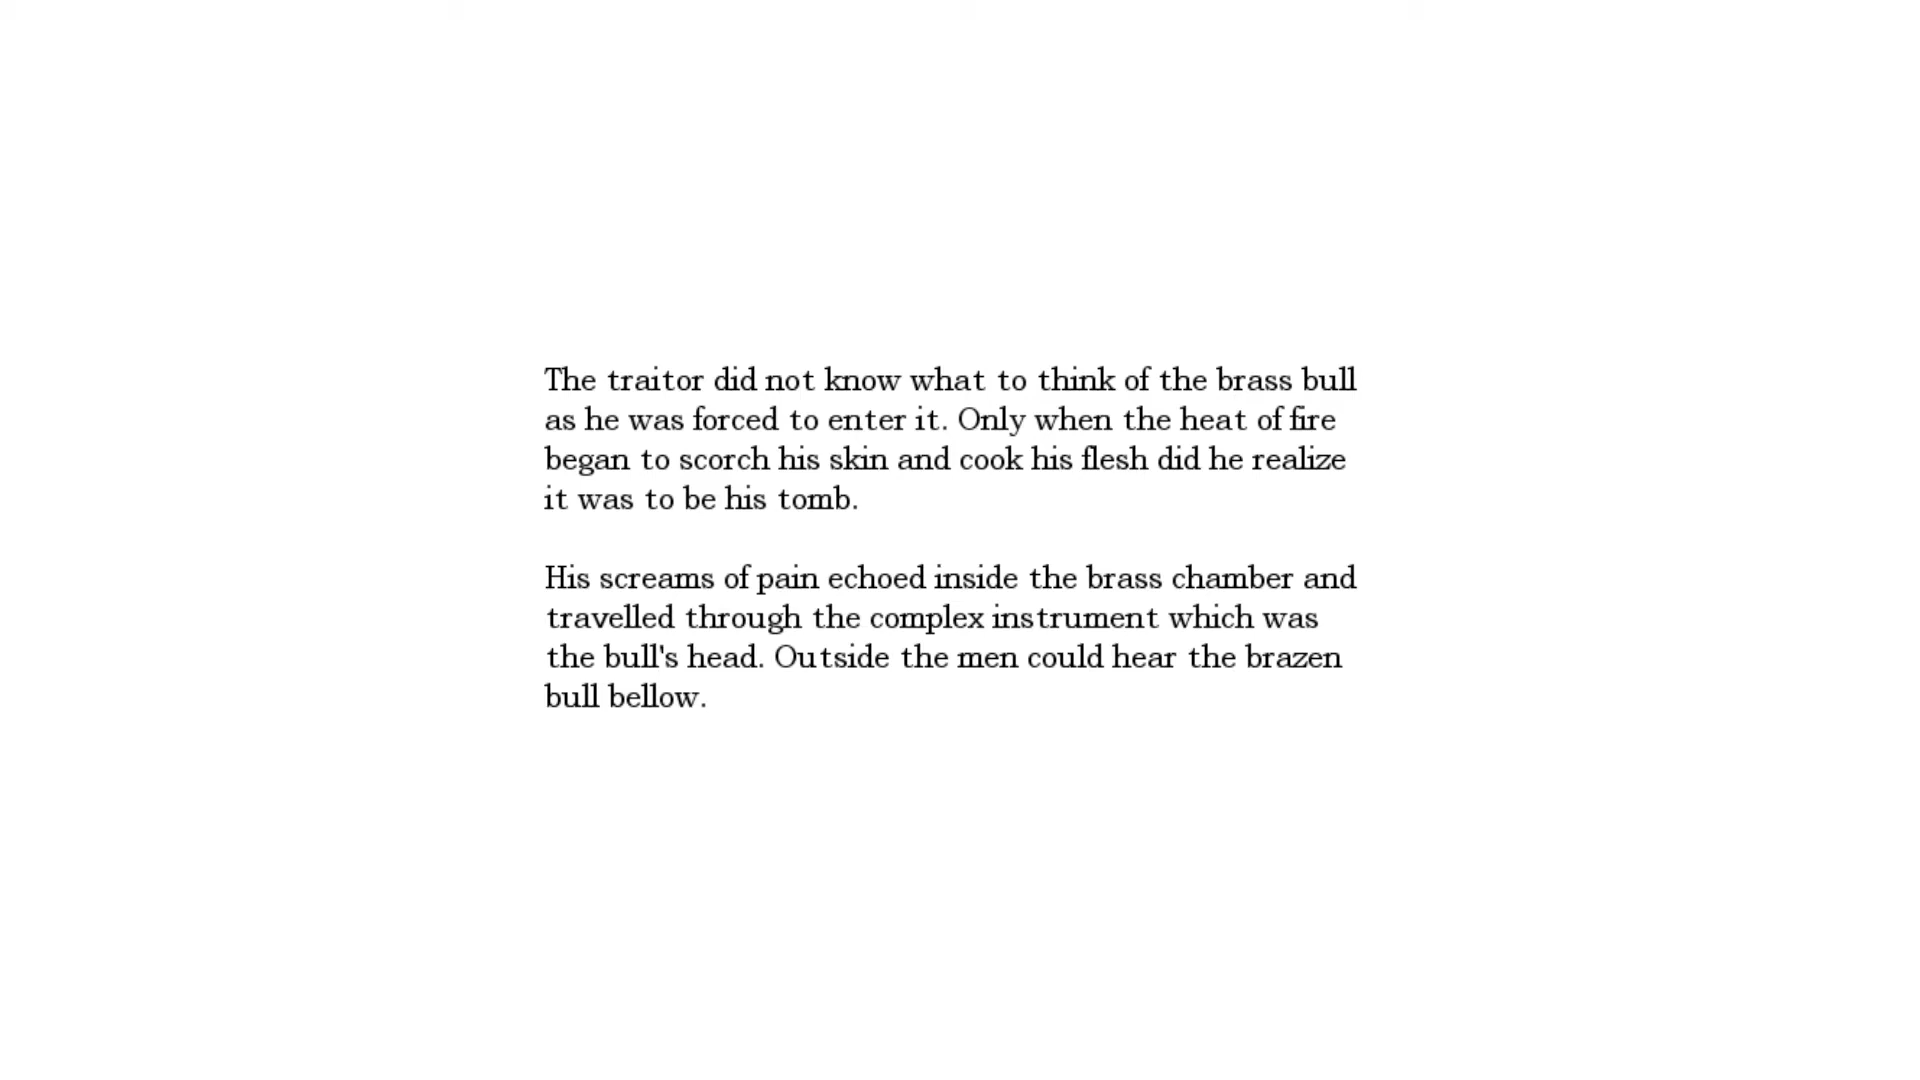 The traitor did not know what to think of the brass bull
as he was forced to enter it. Only when the heat of fire
began to scorch his skin and cook his flesh did he realize
it was to be his tomb.
His screams of pain echoed inside the brass chamber and
travelled through the complex instrument which was
the bull's head. Outside the men could hear the brazen
bull bellow.